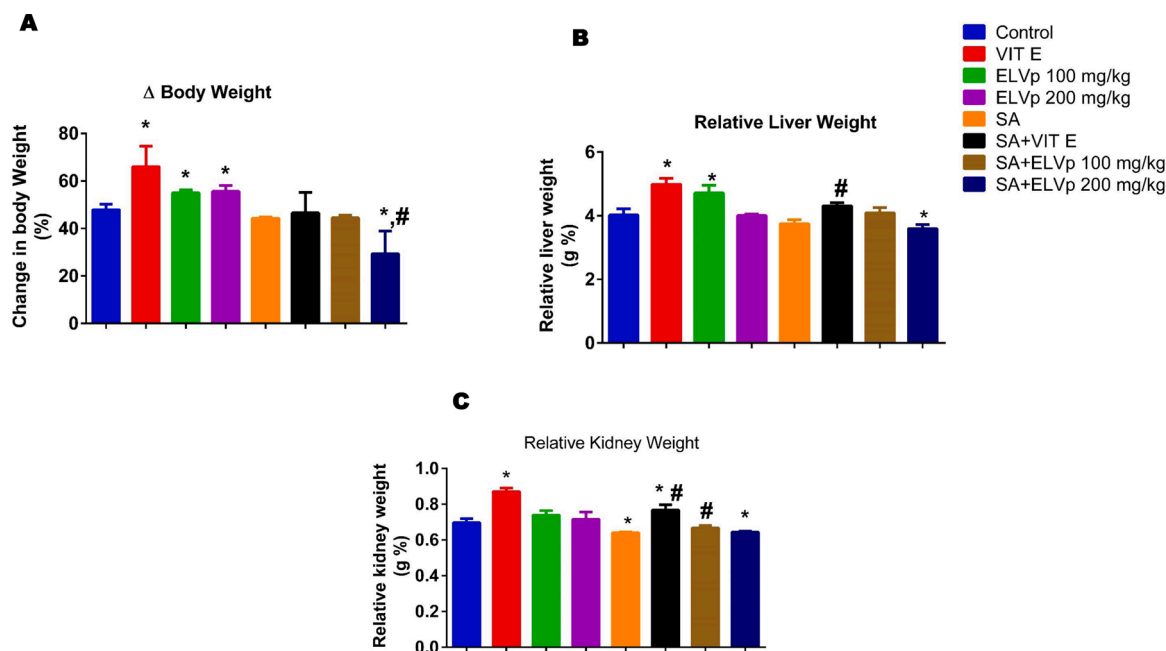 A
Δ Body Weight
Change in body Weight
(%)
80
60
40
20
0
*
*
*
*,#
B
Relative Liver Weight
Relative liver weight
(g %)
6
4
2
0
*
*
#
*
Control
VIT E
ELVp 100 mg/kg
ELVp 200 mg/kg
SA
SA+VIT E
SA+ELVp 100 mg/kg
SA+ELVp 200 mg/kg
C
Relative Kidney Weight
Relative kidney weight
(g %)
1.0
0.8
0.6
0.4
0.2
0.0
*
*
* #
#
*